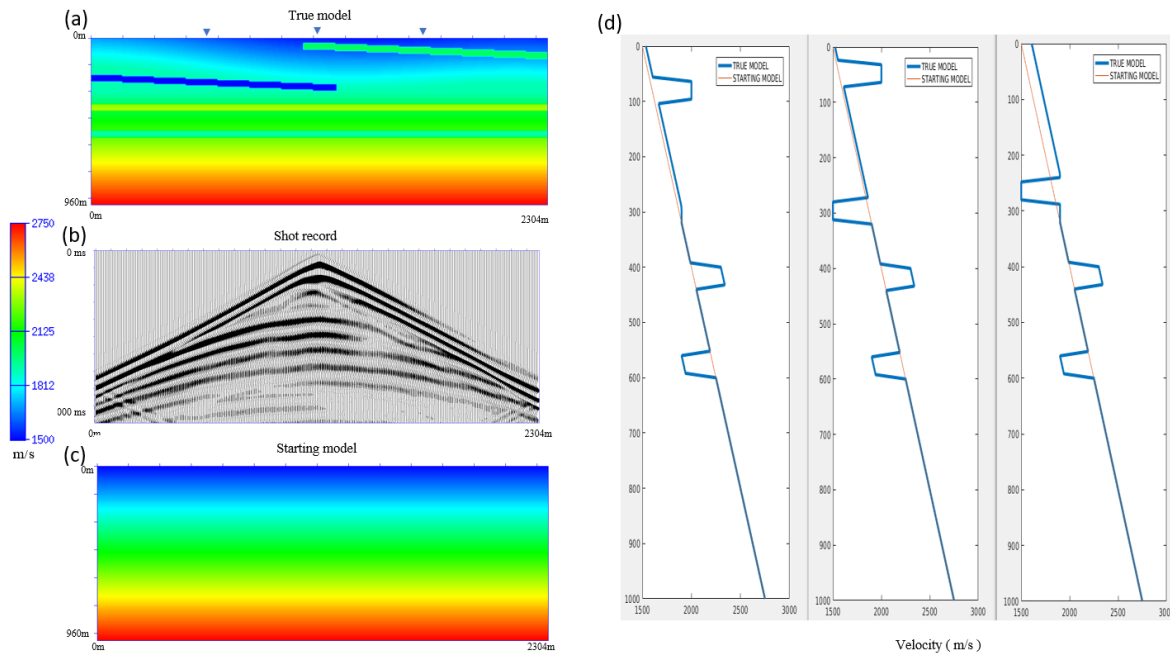 (a)
True model
0m
960m
0m
2304m
2750
2438
2125
1812
1500
m/s
(b)
Shot record
0 ms
000 ms
0m
2304m
(c)
Starting model
0m
960m
0m
2304m
(d)
TRUE MODEL
STARTING MODEL
0
100
200
300
400
500
600
700
800
900
1000
1500
2000
2500
3000
TRUE MODEL
STARTING MODEL
0
100
200
300
400
500
600
700
800
900
1000
1500
2000
2500
3000
TRUE MODEL
STARTING MODEL
0
100
200
300
400
500
600
700
800
900
1000
1500
2000
2500
3000
Velocity ( m/s )